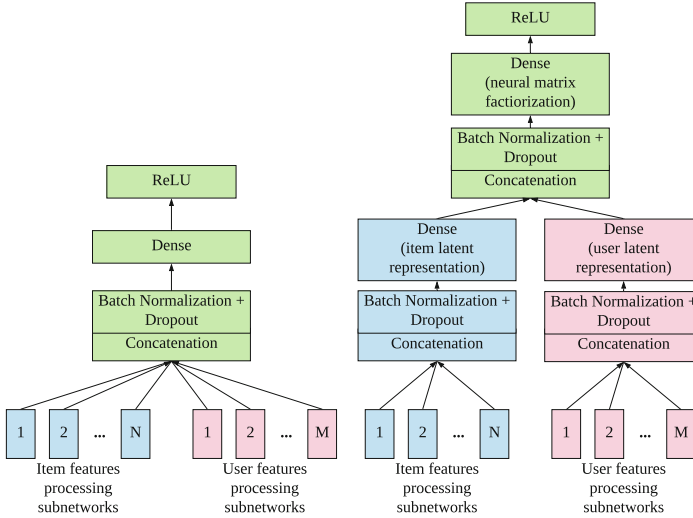 ReLU
Dense
Batch Normalization +
Dropout
Concatenation
1
2
...
N
1
2
...
M
Item features
processing
subnetworks
User features
processing
subnetworks
ReLU
Dense
(neural matrix
factiorization)
Batch Normalization +
Dropout
Concatenation
Dense
(item latent
representation)
Batch Normalization +
Dropout
Concatenation
Dense
(user latent
representation)
Batch Normalization +
Dropout
Concatenation
1
2
...
N
1
2
...
M
Item features
processing
subnetworks
User features
processing
subnetworks